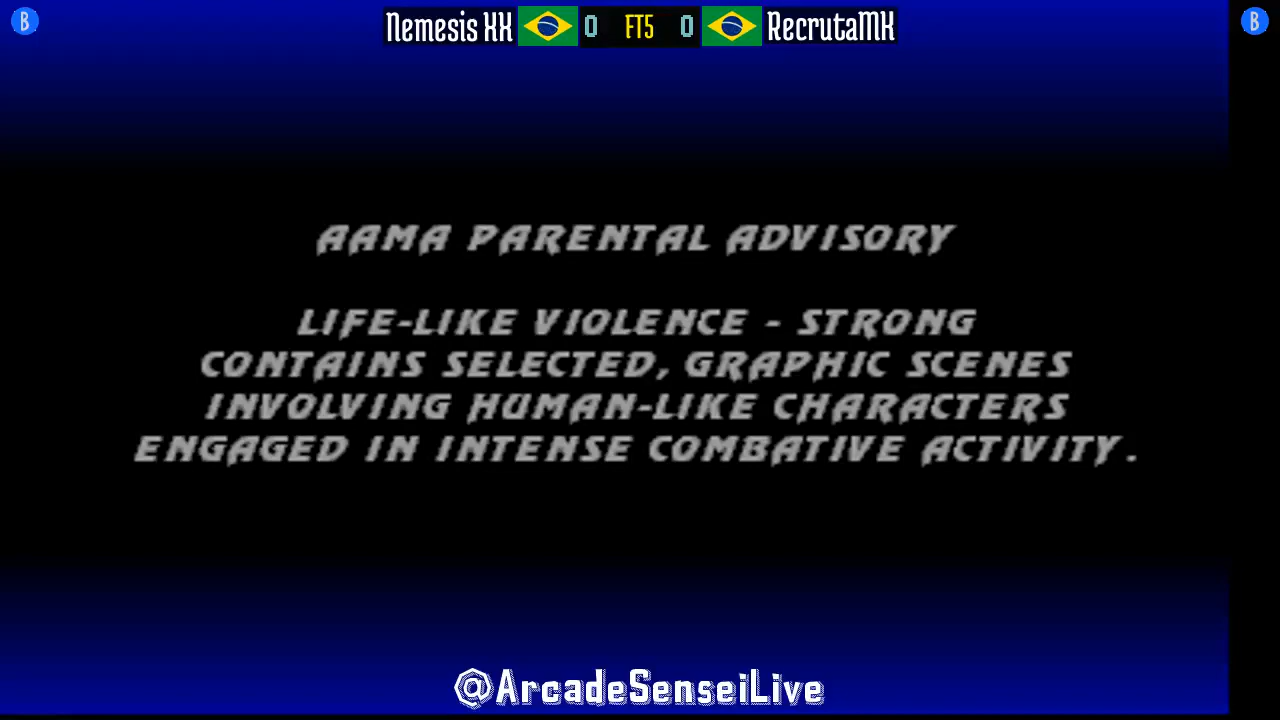 B
Nemesis XX 0 FT5 0 RecrutaMK
B
AAMA PARENTAL ADVISORY
LIFE-LIKE VIOLENCE - STRONG
CONTAINS SELECTED, GRAPHIC SCENES
INVOLVING HUMAN-LIKE CHARACTERS
ENGAGED IN INTENSE COMBATIVE ACTIVITY.
@ArcadeSenseiLive